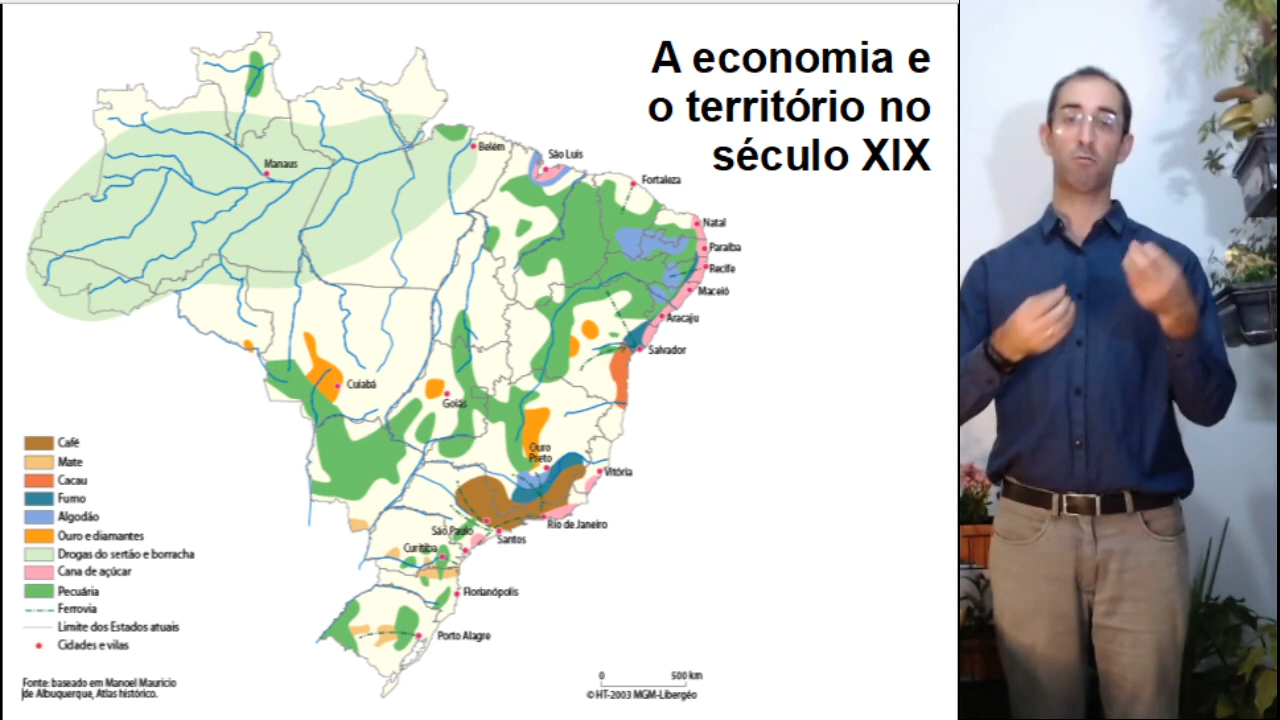 A economia e
o território no
século XIX
Belém
São Luis
Manaus
Fortaleza
Natal
Paraíba
Recife
Maceió
Aracaju
Salvador
Cuiabá
Goiás
Ouro
Preto
Vitória
São Paulo
Rio de Janeiro
Santos
Curitiba
Florianópolis
Porto Alagre
Café
Mate
Cacau
Fumo
Algodão
Ouro e diamantes
Drogas do sertão e borracha
Cana de açúcar
Pecuária
Ferrovia
Limite dos Estados atuais
Cidades e vilas
Fonte: baseado em Manoel Mauricio
de Albuquerque, Atlas histórico.
0 500 km
© HT-2003 MGM-Libergéo